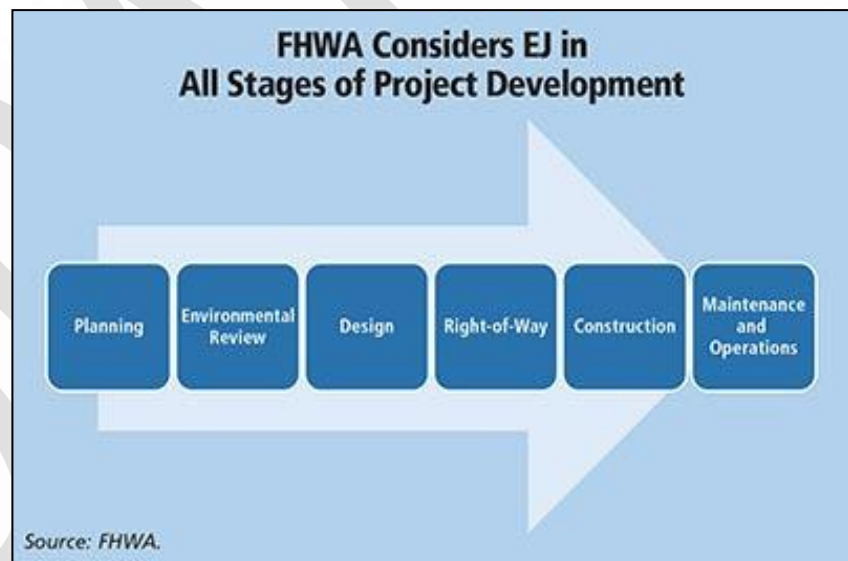 FHWA Considers EJ in
All Stages of Project Development
Planning
Environmental
Review
Design
Right-of-Way
Construction
Maintenance
and
Operations
Source: FHWA.